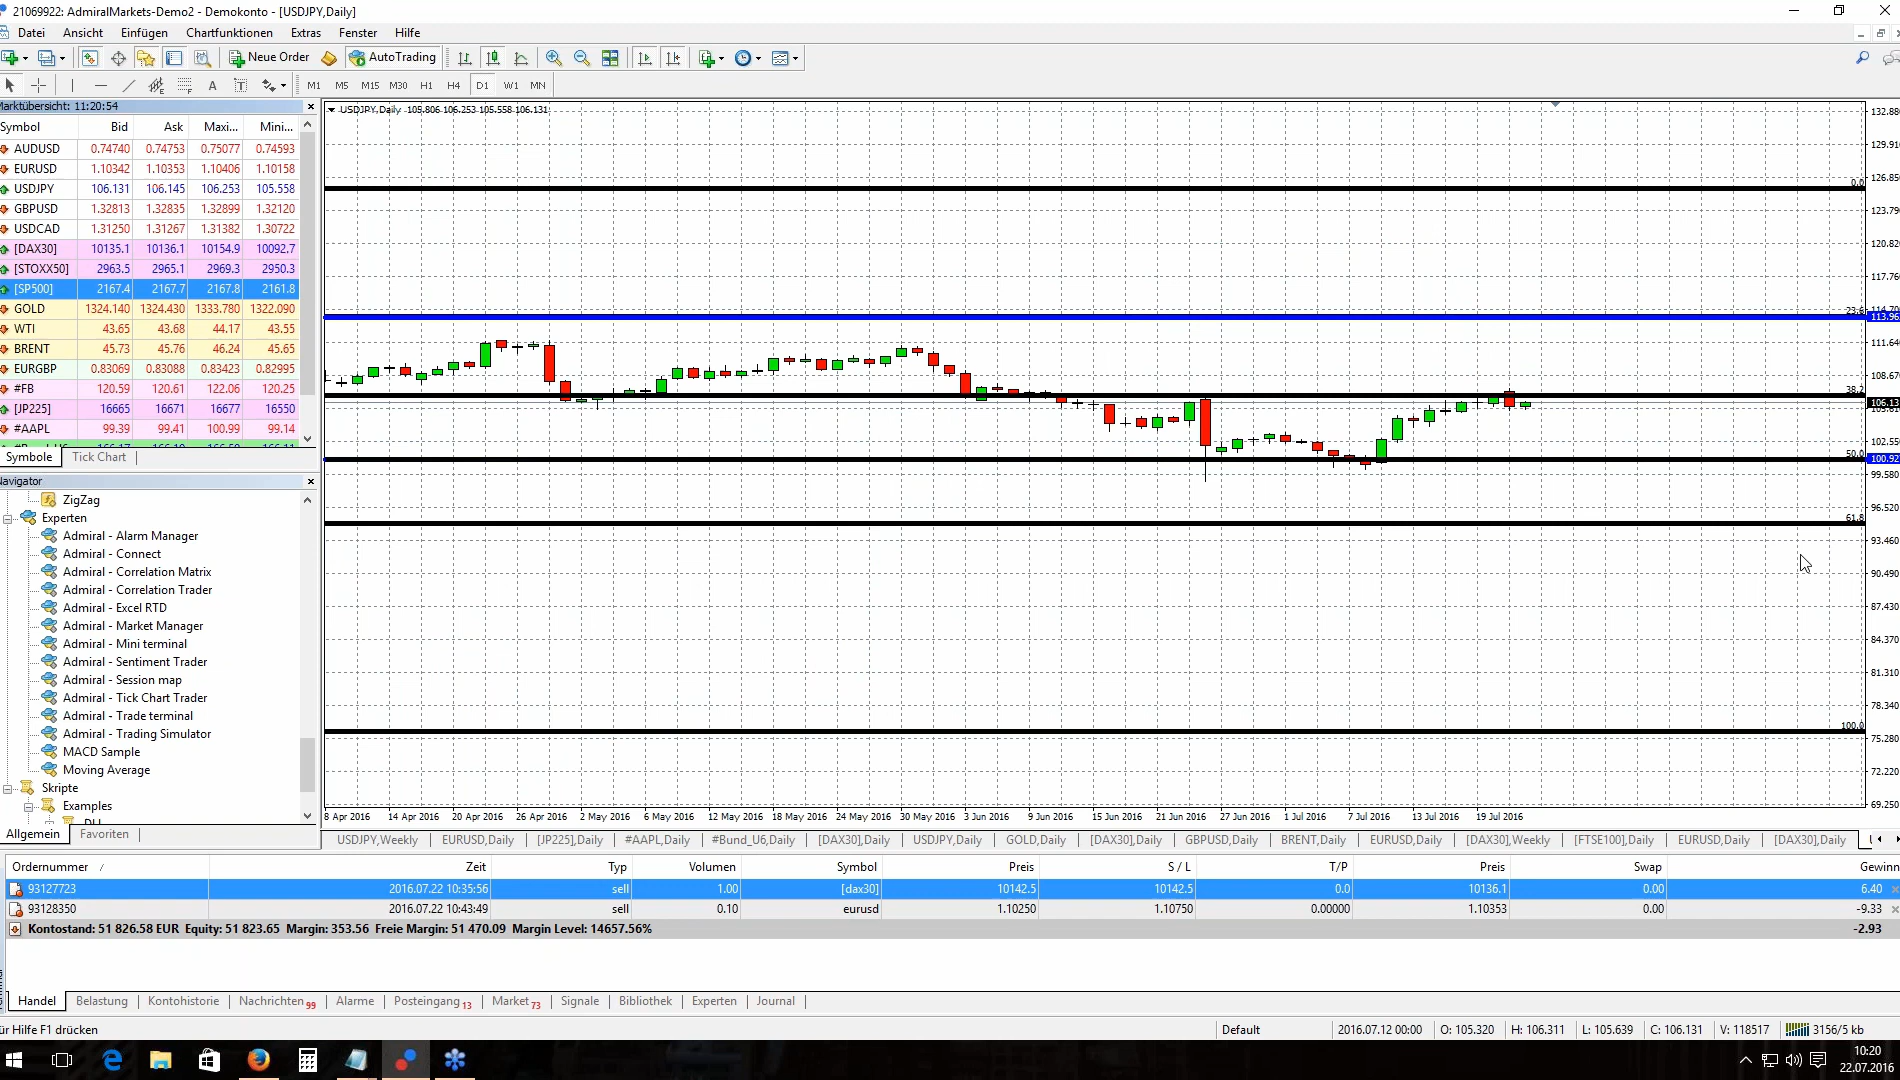 21069922: AdmiralMarkets-Demo2 - Demokonto - [USDJPY,Daily]
Datei Ansicht Einfügen Chartfunktionen Extras Fenster Hilfe
Neue Order AutoTrading
A T M1 M5 M15 M30 H1 H4 D1 W1 MN
Marktübersicht: 11:20:54
Symbol Bid Ask Maxi... Mini...
AUDUSD 0.74740 0.74753 0.75077 0.74593
EURUSD 1.10342 1.10353 1.10406 1.10158
USDJPY 106.131 106.145 106.253 105.558
GBPUSD 1.32813 1.32835 1.32899 1.32120
USDCAD 1.31250 1.31267 1.31382 1.30722
[DAX30] 10135.1 10136.1 10154.9 10092.7
[STOXX50] 2963.5 2965.1 2969.3 2950.3
[SP500] 2167.4 2167.7 2167.8 2161.8
GOLD 1324.140 1324.430 1333.780 1322.090
WTI 43.65 43.68 44.17 43.55
BRENT 45.73 45.76 46.24 45.65
EURGBP 0.83069 0.83088 0.83423 0.82995
#FB 120.59 120.61 122.06 120.25
[JP225] 16665 16671 16677 16550
#AAPL 99.39 99.41 100.99 99.14
Symbole Tick Chart
Navigator
ZigZag
Experten
Admiral - Alarm Manager
Admiral - Connect
Admiral - Correlation Matrix
Admiral - Correlation Trader
Admiral - Excel RTD
Admiral - Market Manager
Admiral - Mini terminal
Admiral - Sentiment Trader
Admiral - Session map
Admiral - Tick Chart Trader
Admiral - Trade terminal
Admiral - Trading Simulator
MACD Sample
Moving Average
Skripte
Examples
Allgemein Favoriten
USDJPY,Daily 105.806 106.253 105.558 106.131
132.88
129.91
126.85
0.0
123.79
120.82
117.76
23.6
113.96
111.64
108.67
38.2
106.13
102.55
50.0
100.92
99.580
96.520
61.8
93.460
90.490
87.430
84.370
81.310
78.340
100.0
75.280
72.220
69.250
8 Apr 2016 14 Apr 2016 20 Apr 2016 26 Apr 2016 2 May 2016 6 May 2016 12 May 2016 18 May 2016 24 May 2016 30 May 2016 3 Jun 2016 9 Jun 2016 15 Jun 2016 21 Jun 2016 27 Jun 2016 1 Jul 2016 7 Jul 2016 13 Jul 2016 19 Jul 2016
USDJPY,Weekly EURUSD,Daily [JP225],Daily #AAPL,Daily #Bund_U6,Daily [DAX30],Daily USDJPY,Daily GOLD,Daily [DAX30],Daily GBPUSD,Daily BRENT,Daily EURUSD,Daily [DAX30],Weekly [FTSE100],Daily EURUSD,Daily [DAX30],Daily
Ordernummer / Zeit Typ Volumen Symbol Preis S / L T/P Preis Swap Gewinn
93127723 2016.07.22 10:35:56 sell 1.00 [dax30] 10142.5 10142.5 0.0 10136.1 0.00 6.40
93128350 2016.07.22 10:43:49 sell 0.10 eurusd 1.10250 1.10750 0.00000 1.10353 0.00 -9.33
Kontostand: 51 826.58 EUR Equity: 51 823.65 Margin: 353.56 Freie Margin: 51 470.09 Margin Level: 14657.56% -2.93
Handel Belastung Kontohistorie Nachrichten 99 Alarme Posteingang 13 Market 73 Signale Bibliothek Experten Journal
ür Hilfe F1 drücken Default 2016.07.12 00:00 O: 105.320 H: 106.311 L: 105.639 C: 106.131 V: 118517 3156/5 kb
10:20
22.07.2016